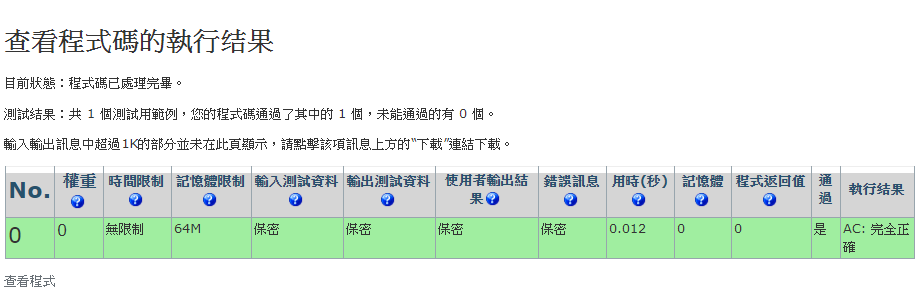 查看程式碼的執行结果
目前狀態：程式碼已處理完畢。
測試結果：共 1 個測試用範例，您的程式碼通過了其中的 1 個，未能通過的有 0 個。
輸入輸出訊息中超過1K的部分並未在此頁顯示，請點擊該項訊息上方的“下載”連結下載。
No. 權重 時間限制 記憶體限制 輸入測試資料 輸出測試資料 使用者輸出結果 錯誤訊息 用時(秒) 記憶體 程式返回值 通過 執行結果
0 0 無限制 64M 保密 保密 保密 保密 0.012 0 0 是 AC: 完全正確
查看程式